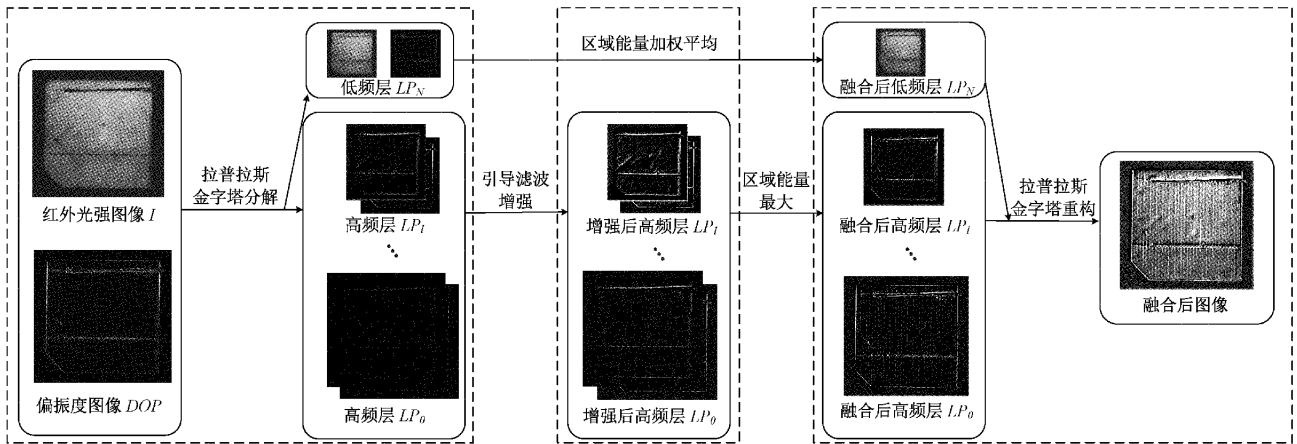 红外光强图像 I
偏振度图像 DOP
拉普拉斯
金字塔分解
低频层 LP_N
高频层 LP_l
高频层 LP_0
引导滤波
增强
区域能量加权平均
增强后高频层 LP_l
增强后高频层 LP_0
区域能量
最大
融合后低频层 LP_N
融合后高频层 LP_l
融合后高频层 LP_0
拉普拉斯
金字塔重构
融合后图像